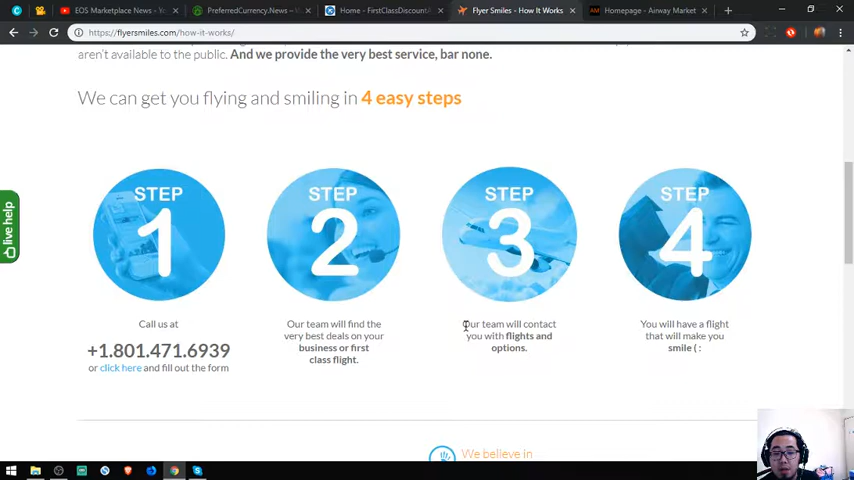 EOS Marketplace News -
PreferredCurrency.News -
Home - FirstClassDiscountA
Flyer Smiles - How It Works
Homepage - Airway Market
https://flyersmiles.com/how-it-works/
aren't available to the public. And we provide the very best service, bar none.
We can get you flying and smiling in 4 easy steps
live help
STEP
1
STEP
2
STEP
3
STEP
4
Call us at
+1.801.471.6939
or click here and fill out the form
Our team will find the
very best deals on your
business or first
class flight.
Our team will contact
you with flights and
options.
You will have a flight
that will make you
smile ( :
We believe in